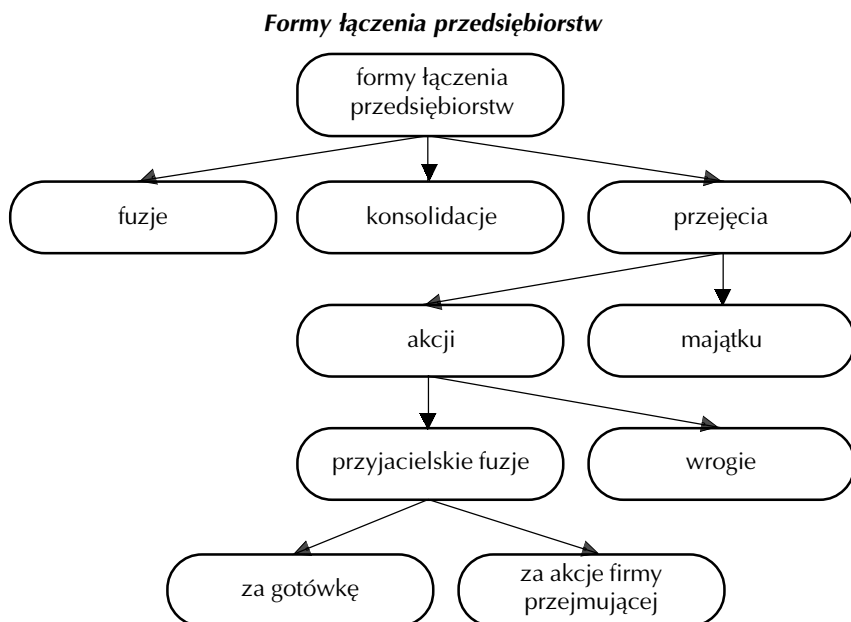 Formy łączenia przedsiębiorstw
formy łączenia
przedsiębiorstw
fuzje
konsolidacje
przejęcia
akcji
majątku
przyjacielskie fuzje
wrogie
za gotówkę
za akcje firmy
przejmującej